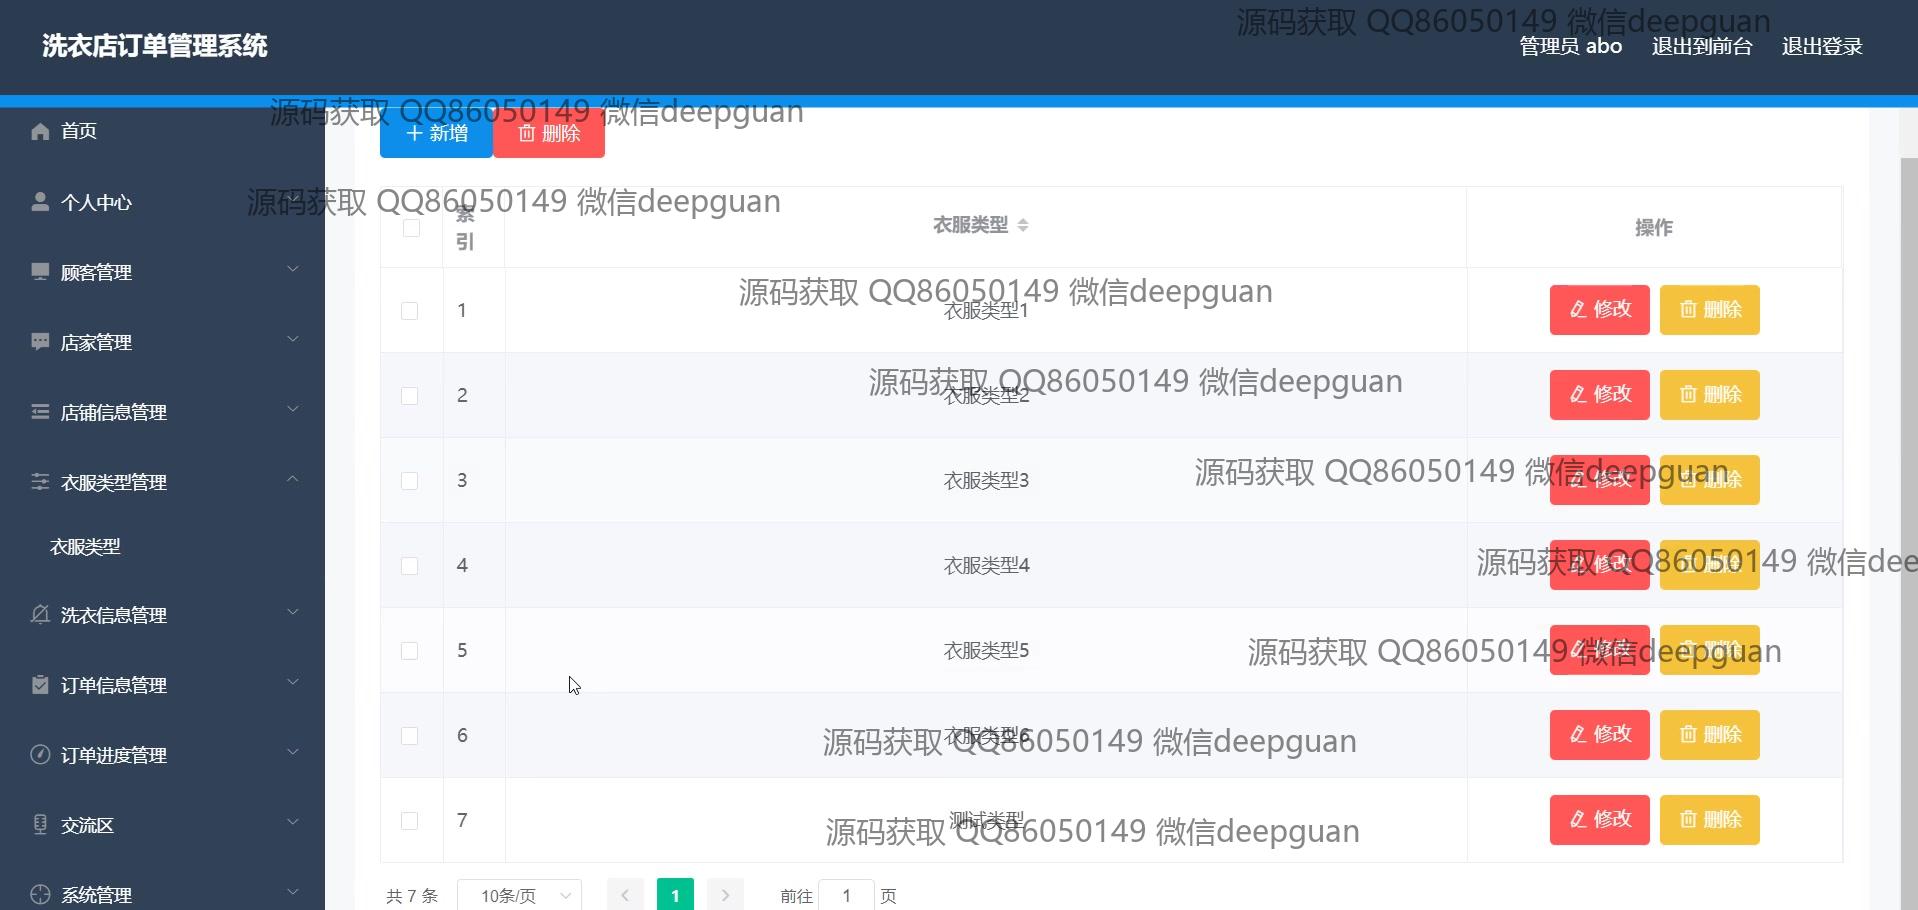 源码获取 QQ86050149 微信deepguan
洗衣店订单管理系统
管理员 abo 退出到前台 退出登录
源码获取 QQ86050149 微信deepguan
首页
新增 删除
个人中心
源码获取 QQ86050149 微信deepguan
索引 衣服类型 操作
顾客管理
源码获取 QQ86050149 微信deepguan
1 衣服类型1 修改 删除
店家管理
源码获取 QQ86050149 微信deepguan
2 衣服类型2 修改 删除
店铺信息管理
源码获取 QQ86050149 微信deepguan
3 衣服类型3 修改 删除
衣服类型管理
衣服类型
源码获取 QQ86050149 微信dee
4 衣服类型4 修改 删除
洗衣信息管理
源码获取 QQ86050149 微信deepguan
5 衣服类型5 修改 删除
订单信息管理
6 衣服类型6 修改 删除
源码获取 QQ86050149 微信deepguan
订单进度管理
7 测试类型 修改 删除
源码获取 QQ86050149 微信deepguan
交流区
系统管理
共 7 条 10条/页 1 前往 1 页